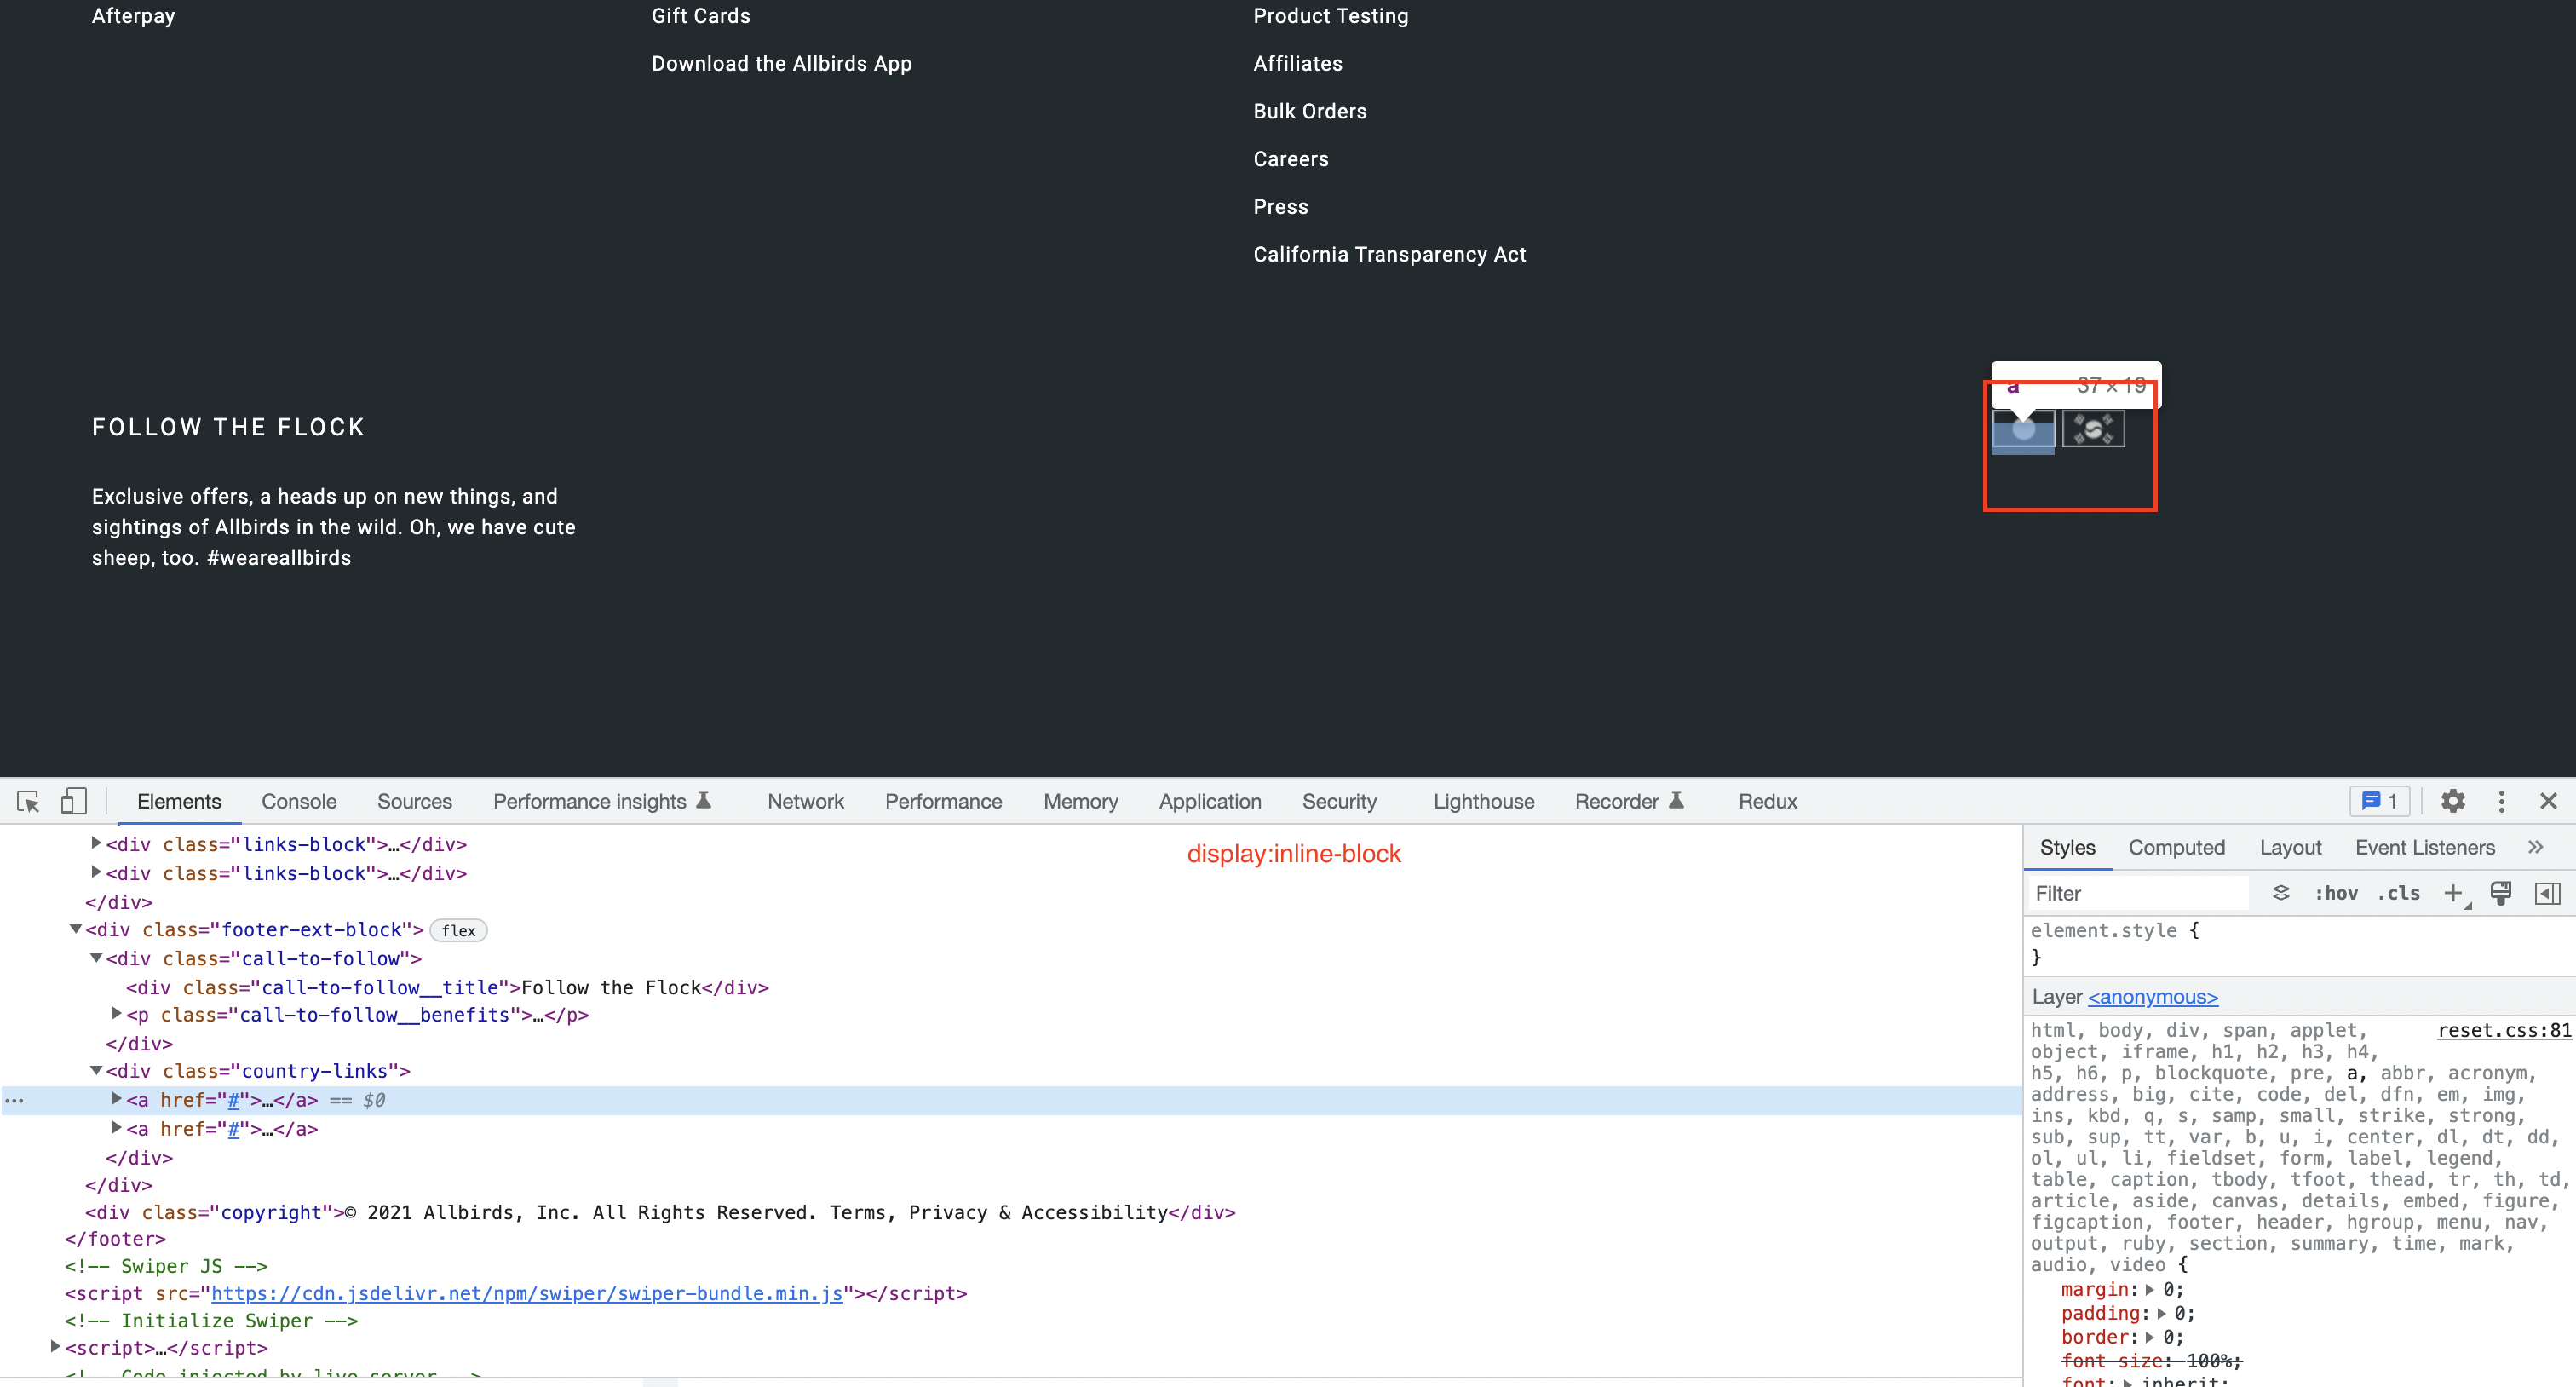 Afterpay
Gift Cards
Product Testing
Download the Allbirds App
Affiliates
Bulk Orders
Careers
Press
California Transparency Act
a 37 × 19
FOLLOW THE FLOCK
Exclusive offers, a heads up on new things, and
sightings of Allbirds in the wild. Oh, we have cute
sheep, too. #weareallbirds
Elements Console Sources Performance insights Network Performance Memory Application Security Lighthouse Recorder Redux 1
<div class="links-block">…</div>
<div class="links-block">…</div>
</div>
<div class="footer-ext-block"> flex
<div class="call-to-follow">
<div class="call-to-follow__title">Follow the Flock</div>
<p class="call-to-follow__benefits">…</p>
</div>
<div class="country-links">
<a href="#">…</a> == $0
<a href="#">…</a>
</div>
</div>
<div class="copyright">© 2021 Allbirds, Inc. All Rights Reserved. Terms, Privacy & Accessibility</div>
</footer>
<!-- Swiper JS -->
<script src="https://cdn.jsdelivr.net/npm/swiper/swiper-bundle.min.js"></script>
<!-- Initialize Swiper -->
<script>…</script>
<!-- Code injected by live-server -->
display:inline-block
Styles Computed Layout Event Listeners
Filter :hov .cls
element.style {
}
Layer <anonymous>
html, body, div, span, applet, reset.css:81
object, iframe, h1, h2, h3, h4,
h5, h6, p, blockquote, pre, a, abbr, acronym,
address, big, cite, code, del, dfn, em, img,
ins, kbd, q, s, samp, small, strike, strong,
sub, sup, tt, var, b, u, i, center, dl, dt, dd,
ol, ul, li, fieldset, form, label, legend,
table, caption, tbody, tfoot, thead, tr, th, td,
article, aside, canvas, details, embed, figure,
figcaption, footer, header, hgroup, menu, nav,
output, ruby, section, summary, time, mark,
audio, video {
margin: 0;
padding: 0;
border: 0;
font-size: 100%;
font: inherit;